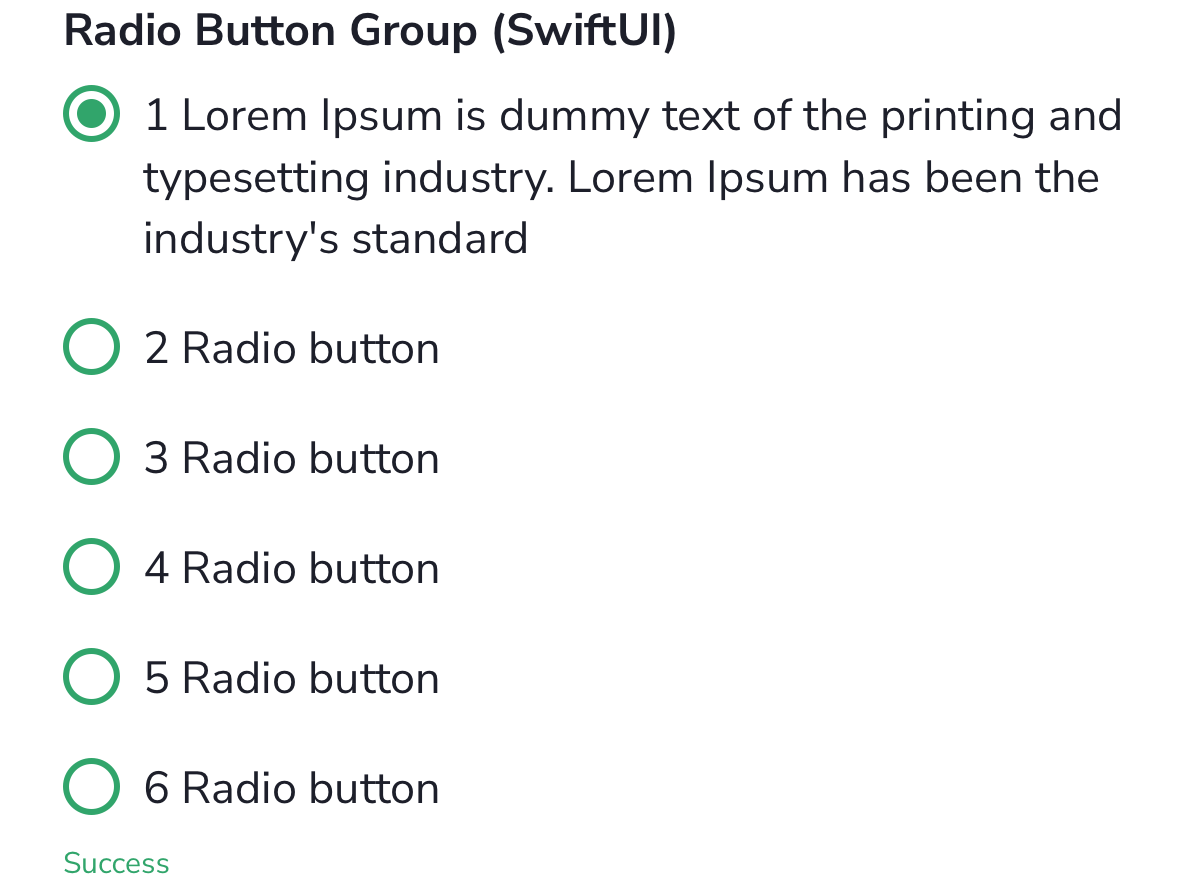 Radio Button Group (SwiftUI)
1 Lorem Ipsum is dummy text of the printing and
typesetting industry. Lorem Ipsum has been the
industry's standard
2 Radio button
3 Radio button
4 Radio button
5 Radio button
6 Radio button
Success